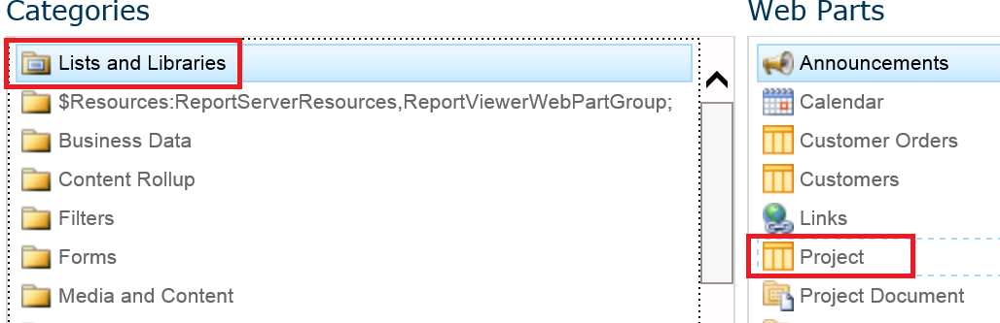 Categories
Lists and Libraries
$Resources:ReportServerResources,ReportViewerWebPartGroup;
Business Data
Content Rollup
Filters
Forms
Media and Content
Web Parts
Announcements
Calendar
Customer Orders
Customers
Links
Project
Project Document